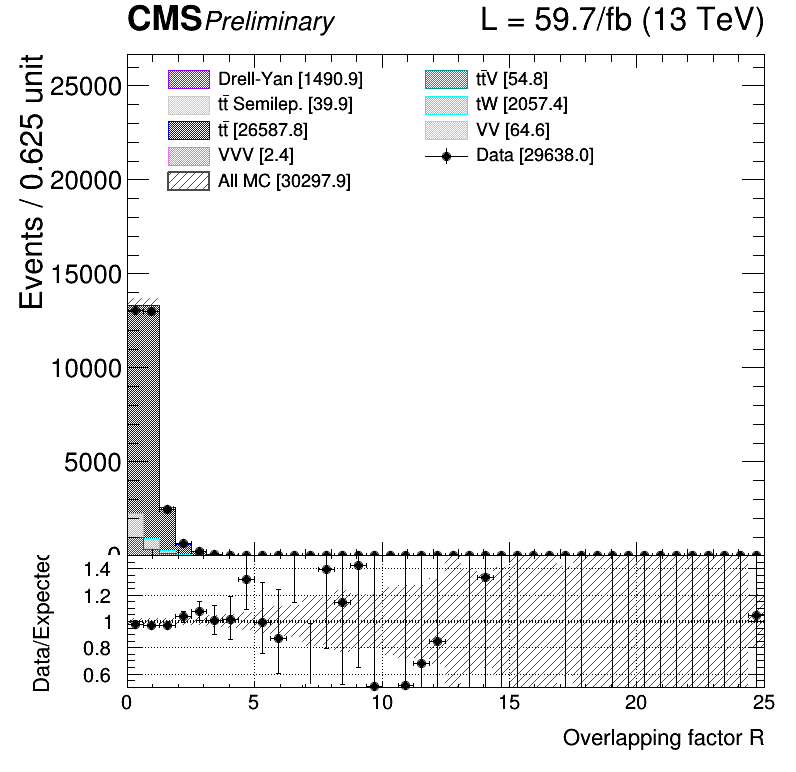 CMS Preliminary L = 59.7/fb (13 TeV)
Events / 0.625 unit
25000
20000
15000
10000
5000
0
Drell-Yan [1490.9]
tt̄ Semilep. [39.9]
tt̄ [26587.8]
VVV [2.4]
All MC [30297.9]
tt̄V [54.8]
tW [2057.4]
VV [64.6]
Data [29638.0]
Data/Expected
1.4
1.2
1
0.8
0.6
0 5 10 15 20 25
Overlapping factor R